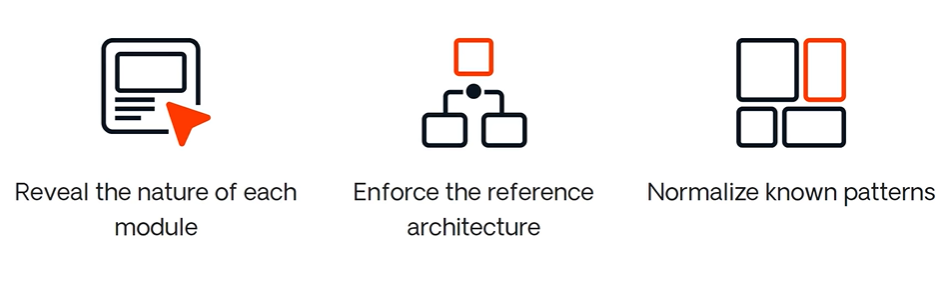 Reveal the nature of each
module
Enforce the reference
architecture
Normalize known patterns